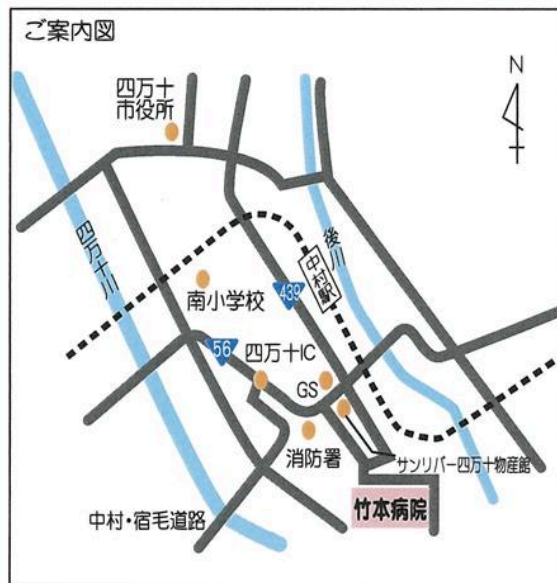 ご案内図
N
四万十
市役所
四万十川
後川
中村駅
439
南小学校
56
四万十IC
GS
消防署
サンリバー四万十物産館
竹本病院
中村・宿毛道路